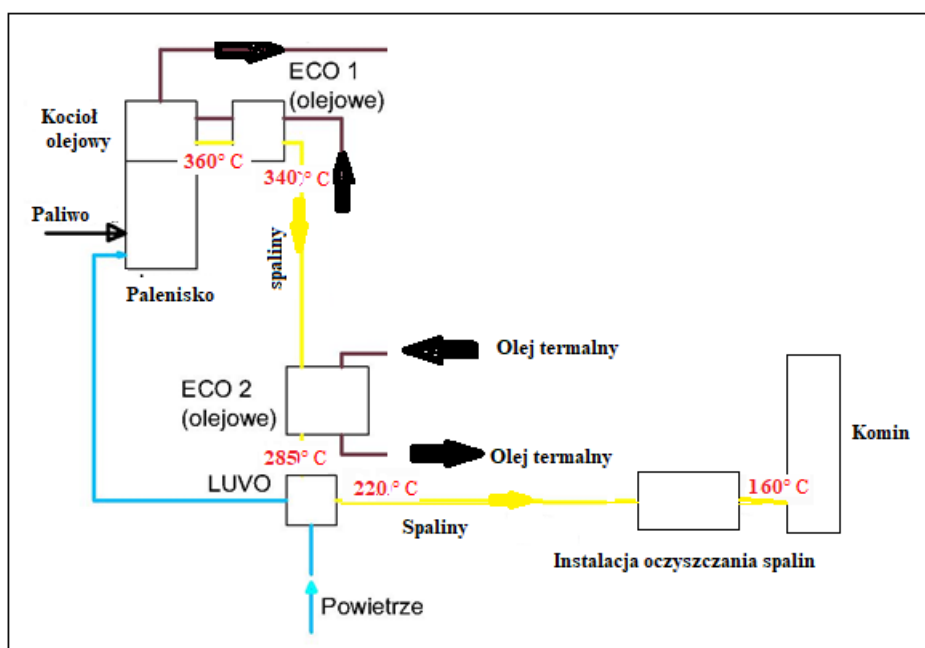 ECO 1
(olejowe)
Kocioł
olejowy
360° C
340° C
Paliwo
spaliny
Palenisko
Olej termalny
ECO 2
(olejowe)
Komin
285° C
Olej termalny
LUVO
220° C
160° C
Spaliny
Instalacja oczyszczania spalin
Powietrze